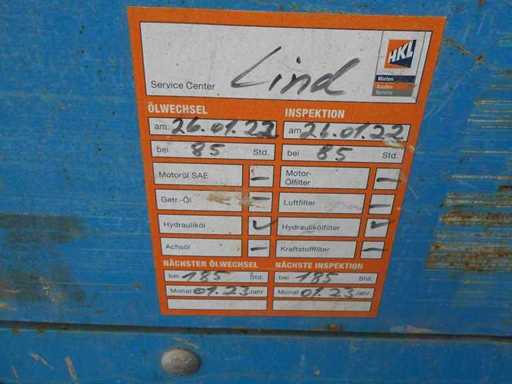 HKL
Mieten
Kaufen
Service
Service Center Lind
ÖLWECHSEL INSPEKTION
am 26.01.22 am 26.01.22
bei 85 Std. bei 85 Std.
Motoröl SAE – Motor-Ölfilter –
Getr.-Öl – Luftfilter –
Hydrauliköl ✓ Hydraulikölfilter ✓
Achsöl – Kraftstofffilter –
NÄCHSTER ÖLWECHSEL NÄCHSTE INSPEKTION
bei 185 Std. bei 185 Std.
Monat 01.23 Jahr Monat 01.23 Jahr